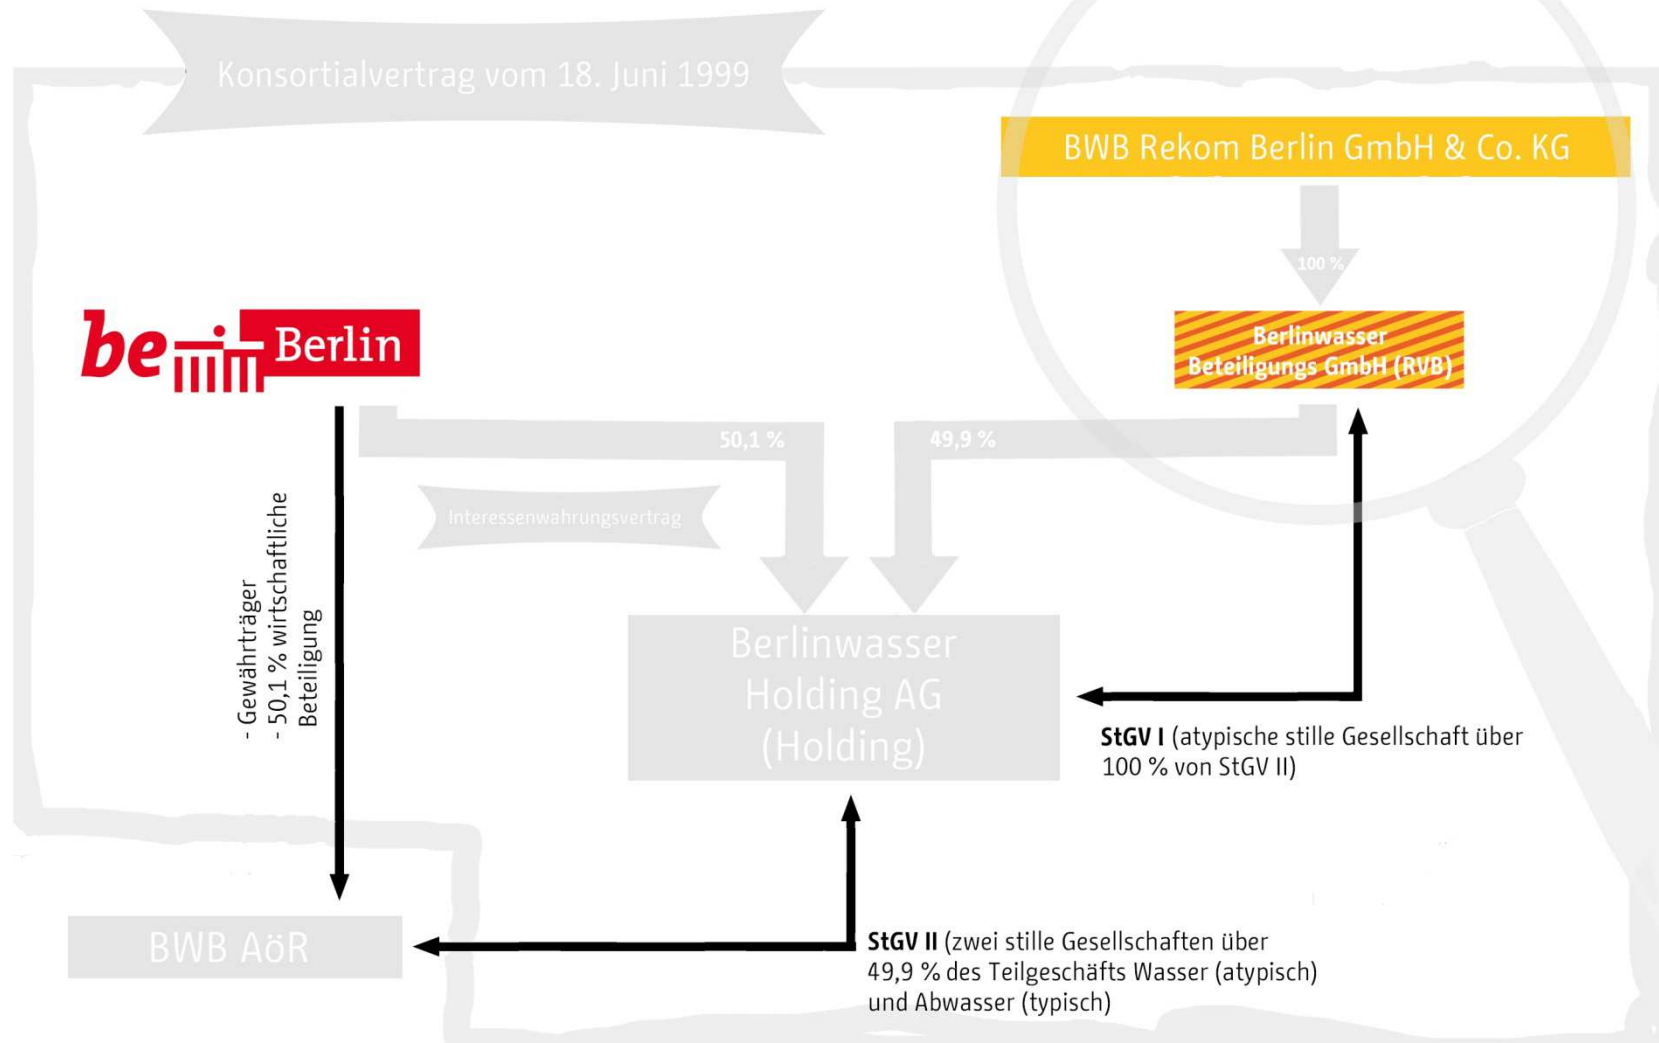 Konsortialvertrag vom 18. Juni 1999
BWB Rekom Berlin GmbH & Co. KG
100 %
be Berlin
Berlinwasser
Beteiligungs GmbH (RVB)
50,1 %
49,9 %
Interessenwahrungsvertrag
- Gewährträger
- 50,1 % wirtschaftliche
Beteiligung
Berlinwasser
Holding AG
(Holding)
StGV I (atypische stille Gesellschaft über
100 % von StGV II)
BWB AöR
StGV II (zwei stille Gesellschaften über
49,9 % des Teilgeschäfts Wasser (atypisch)
und Abwasser (typisch)